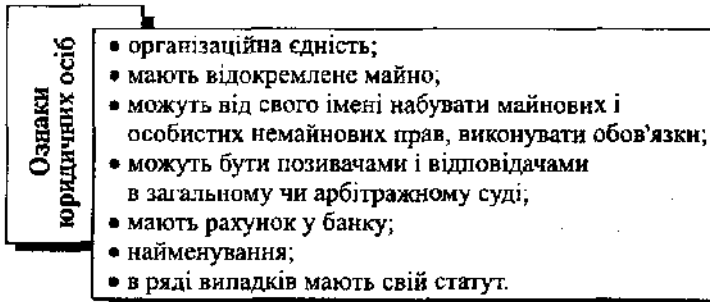 Ознаки
юридичних осіб
• організаційна єдність;
• мають відокремлене майно;
• можуть від свого імені набувати майнових і
особистих немайнових прав, виконувати обов'язки;
• можуть бути позивачами і відповідачами
в загальному чи арбітражному суді;
• мають рахунок у банку;
• найменування;
• в ряді випадків мають свій статут.